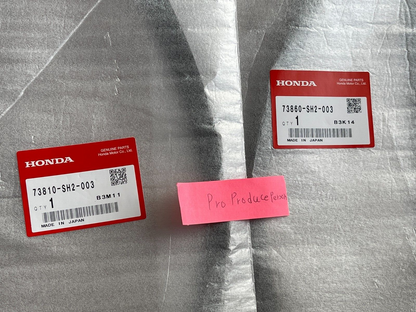 HONDA
GENUINE PARTS
Honda Motor Co., Ltd.
73810-SH2-003
QTY 1
B3M11
MADE IN JAPAN
Pro Produce
HONDA
GENUINE PARTS
Honda Motor Co., Ltd.
73860-SH2-003
QTY 1
B3K14
MADE IN JAPAN